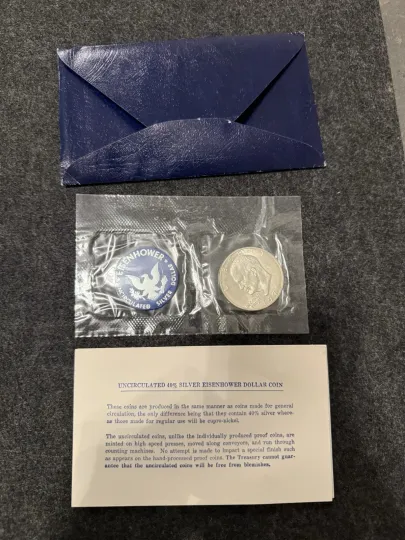 EISENHOWER
UNCIRCULATED SILVER DOLLAR
UNCIRCULATED 40% SILVER EISENHOWER DOLLAR COIN
These coins are produced in the same manner as coins made for general
circulation, the only difference being that they contain 40% silver where-
as those made for regular use will be cupro-nickel.
The uncirculated coins, unlike the individually produced proof coins, are
minted on high speed presses, moved along conveyors, and run through
counting machines. No attempt is made to impart a special finish such
as appears on the hand-processed proof coin. The Treasury cannot guar-
antee that the uncirculated coins will be free from blemishes.